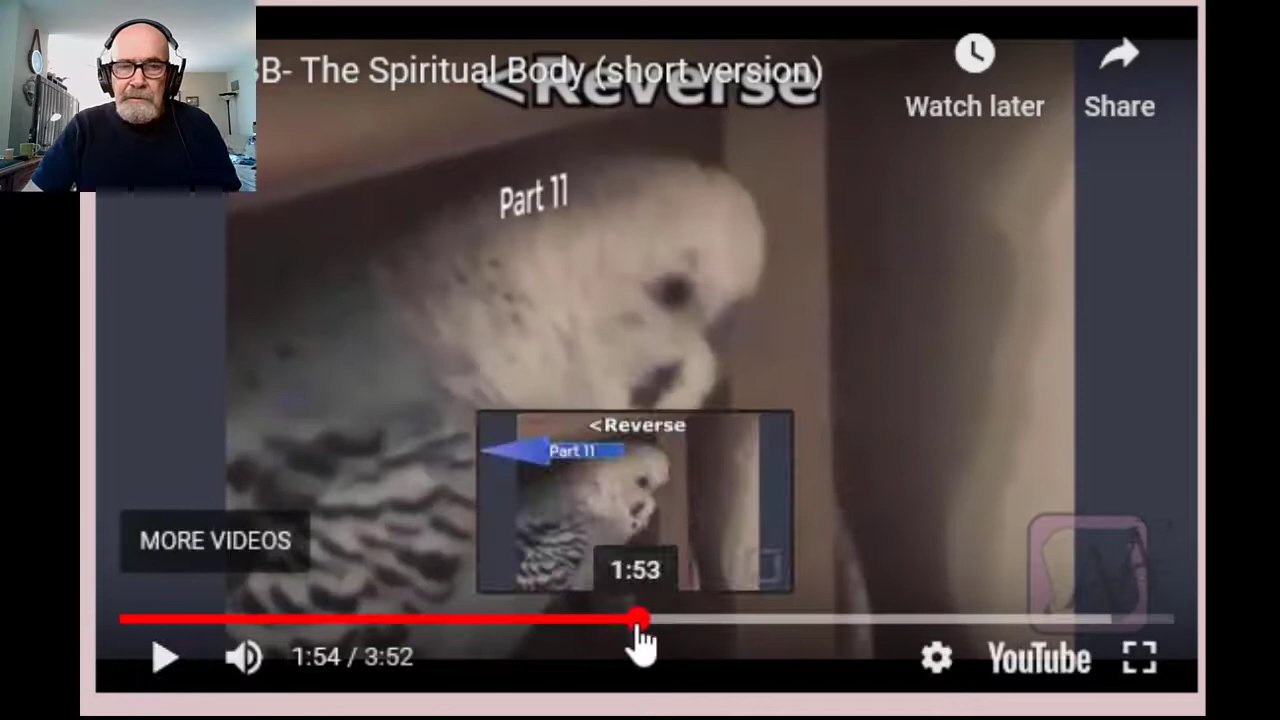 B- The Spiritual Body (short version)
<Reverse
Watch later
Share
Part 11
<Reverse
Part 11
MORE VIDEOS
1:53
1:54 / 3:52
YouTube